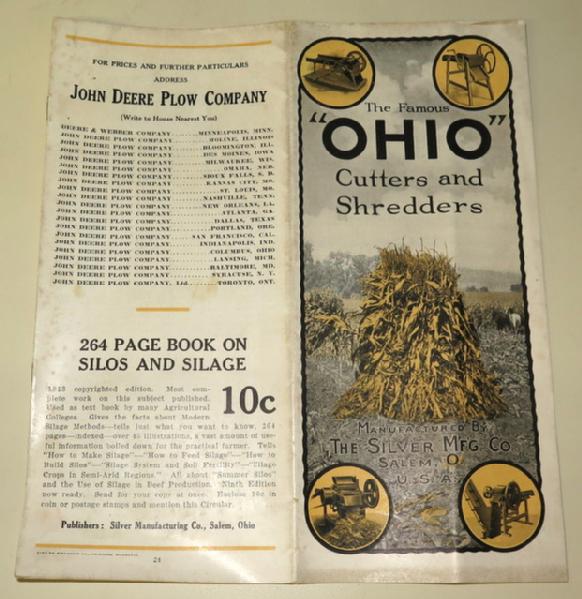 FOR PRICES AND FURTHER PARTICULARS
ADDRESS
JOHN DEERE PLOW COMPANY
(Write to House Nearest You)
DEERE & WEBBER COMPANY ........ MINNEAPOLIS, MINN.
JOHN DEERE PLOW COMPANY ........ MOLINE, ILLINOIS
JOHN DEERE PLOW COMPANY ........ BLOOMINGTON, ILL.
JOHN DEERE PLOW COMPANY ........ DES MOINES, IOWA
JOHN DEERE PLOW COMPANY ........ MILWAUKEE, WIS.
JOHN DEERE PLOW COMPANY ........ OMAHA, NEB.
JOHN DEERE PLOW COMPANY ........ SIOUX FALLS, S. D.
JOHN DEERE PLOW COMPANY ........ KANSAS CITY, MO.
JOHN DEERE PLOW COMPANY ........ ST. LOUIS, MO.
JOHN DEERE PLOW COMPANY ........ NASHVILLE, TENN.
JOHN DEERE PLOW COMPANY ........ NEW ORLEANS, LA.
JOHN DEERE PLOW COMPANY ........ ATLANTA, GA.
JOHN DEERE PLOW COMPANY ........ DALLAS, TEXAS
JOHN DEERE PLOW COMPANY ........ PORTLAND, ORE.
JOHN DEERE PLOW COMPANY ........ SAN FRANCISCO, CAL.
JOHN DEERE PLOW COMPANY ........ INDIANAPOLIS, IND.
JOHN DEERE PLOW COMPANY ........ COLUMBUS, OHIO
JOHN DEERE PLOW COMPANY ........ LANSING, MICH.
JOHN DEERE PLOW COMPANY ........ BALTIMORE, MD.
JOHN DEERE PLOW COMPANY ........ SYRACUSE, N. Y.
JOHN DEERE PLOW COMPANY, Ltd. ........ TORONTO, ONT.
264 PAGE BOOK ON
SILOS AND SILAGE
copyrighted edition. Most com-
plete work on this subject published.
Used as text book by many Agricultural
Colleges. Gives the facts about Modern
10c
Silage Methods—tells just what you want to know, 264
pages—indexed—over 45 illustrations, a vast amount of use-
ful information boiled down for the practical farmer. Tells
"How to Make Silage"—"How to Feed Silage"—"How to
Build Silos"—"Silage System and Soil Fertility"—"Silage
Crops In Semi-Arid Regions." All about "Summer Silos"
and the Use of Silage in Beef Production. Ninth Edition
now ready. Send for your copy at once. Enclose 10c in
coin or postage stamps and mention this Circular.
Publishers: Silver Manufacturing Co., Salem, Ohio
24
The Famous
"OHIO"
Cutters and
Shredders
MANUFACTURED BY
THE SILVER MFG. CO.
SALEM, O.
U.S.A.